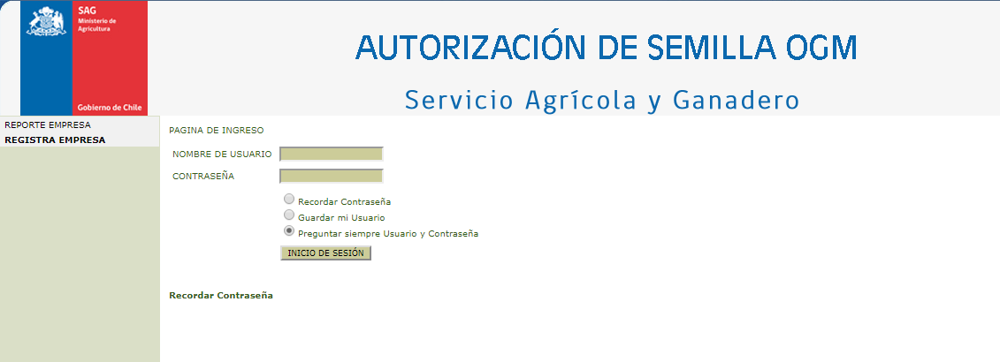 SAG
Ministerio de
Agricultura
Gobierno de Chile
AUTORIZACIÓN DE SEMILLA OGM
Servicio Agrícola y Ganadero
REPORTE EMPRESA
REGISTRA EMPRESA
PAGINA DE INGRESO
NOMBRE DE USUARIO
CONTRASEÑA
Recordar Contraseña
Guardar mi Usuario
Preguntar siempre Usuario y Contraseña
INICIO DE SESIÓN
Recordar Contraseña